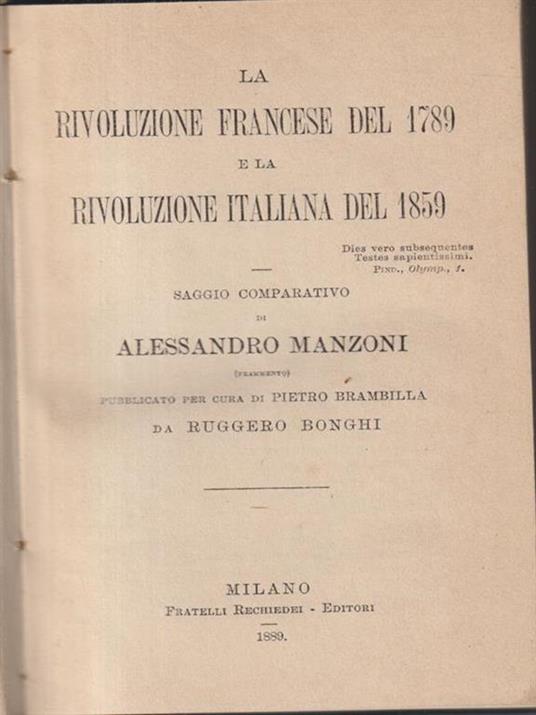 LA
RIVOLUZIONE FRANCESE DEL 1789
E LA
RIVOLUZIONE ITALIANA DEL 1859
Dies vero subsequentes
Testes sapientissimi.
PIND., Olymp., 1.
SAGGIO COMPARATIVO
DI
ALESSANDRO MANZONI
(FRAMMENTO)
PUBBLICATO PER CURA DI PIETRO BRAMBILLA
DA RUGGERO BONGHI
MILANO
FRATELLI RECHIEDEI - EDITORI
1889.